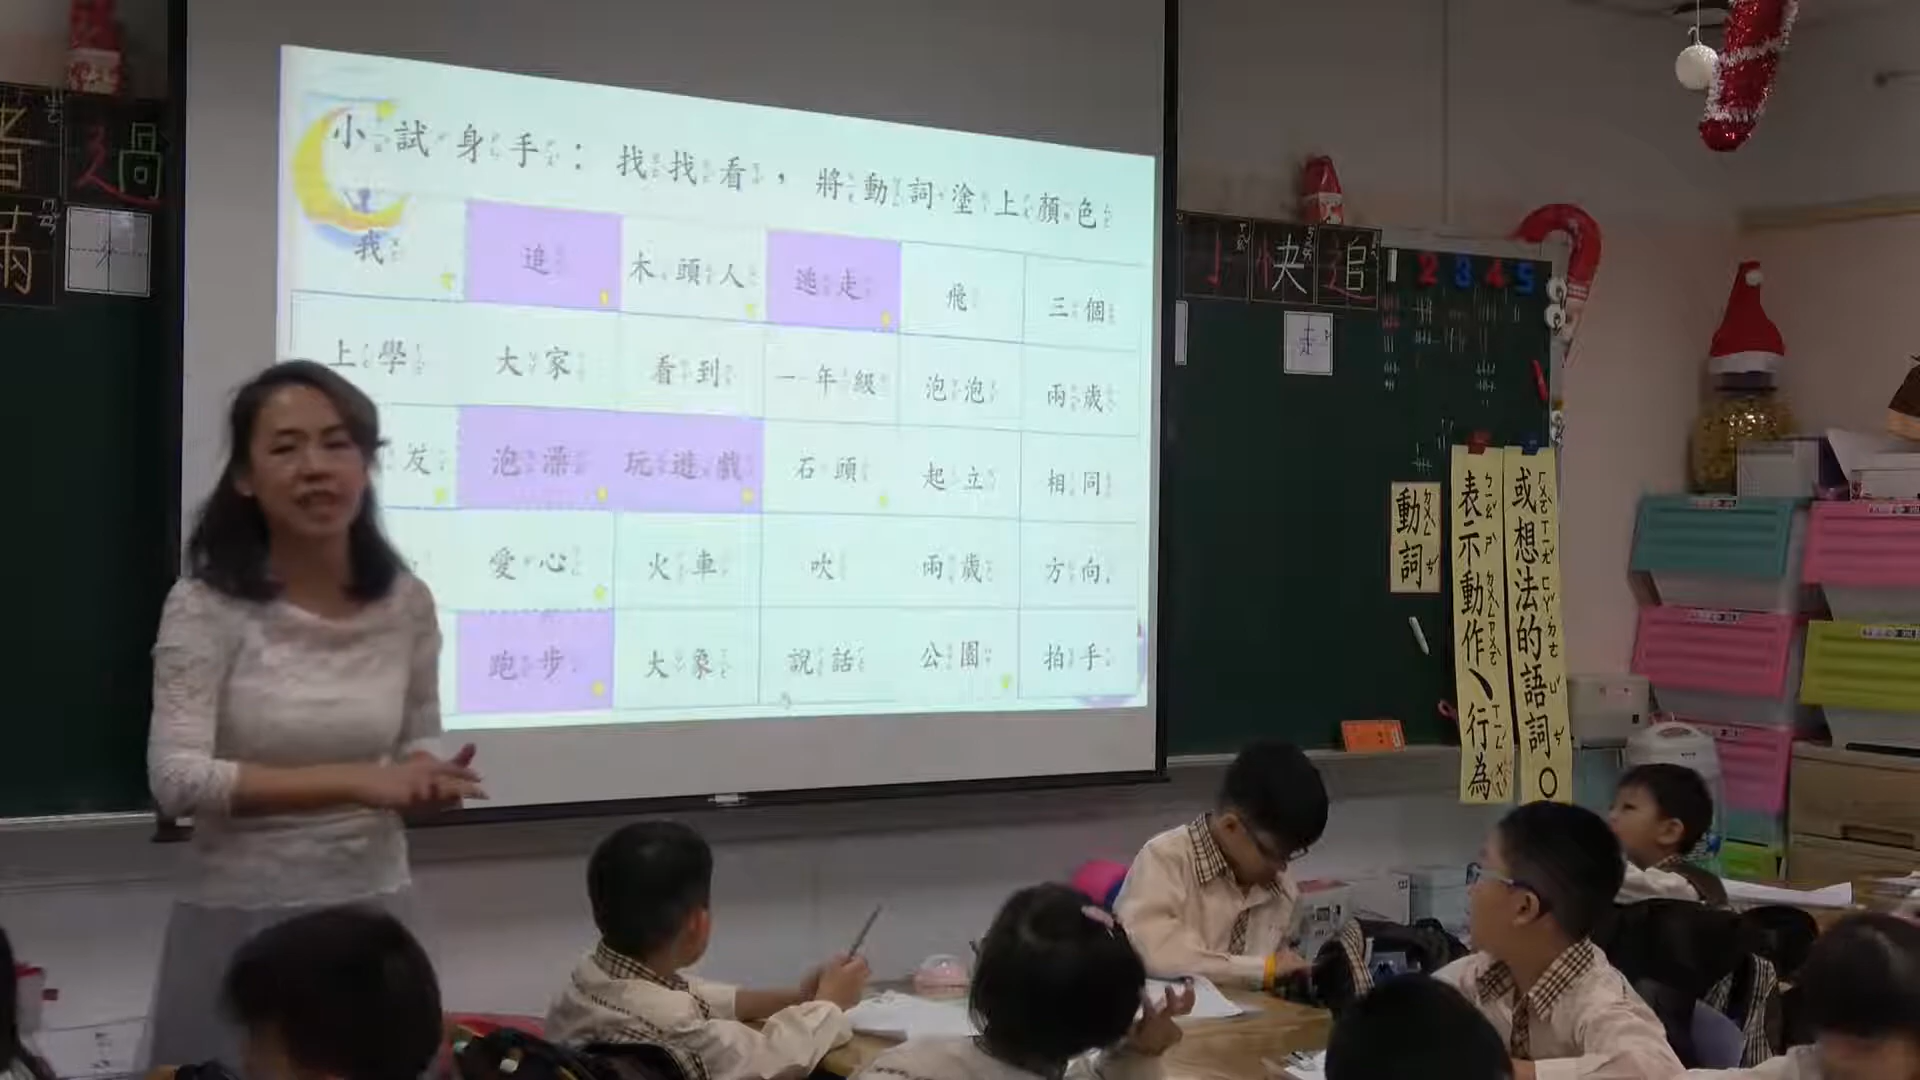 小試身手：找找看，將動詞塗上顏色
我 追 木頭人 逃走 飛 三個
上學 大家 看到 一年級 泡泡 兩歲
友 泡澡 玩遊戲 石頭 起立 相同
愛心 火車 吹 兩歲 方向
跑步 大象 說話 公園 拍手
過
滿
快 追
走
1 2 3 4 5
動詞
表示動作、行為
或想法的語詞。